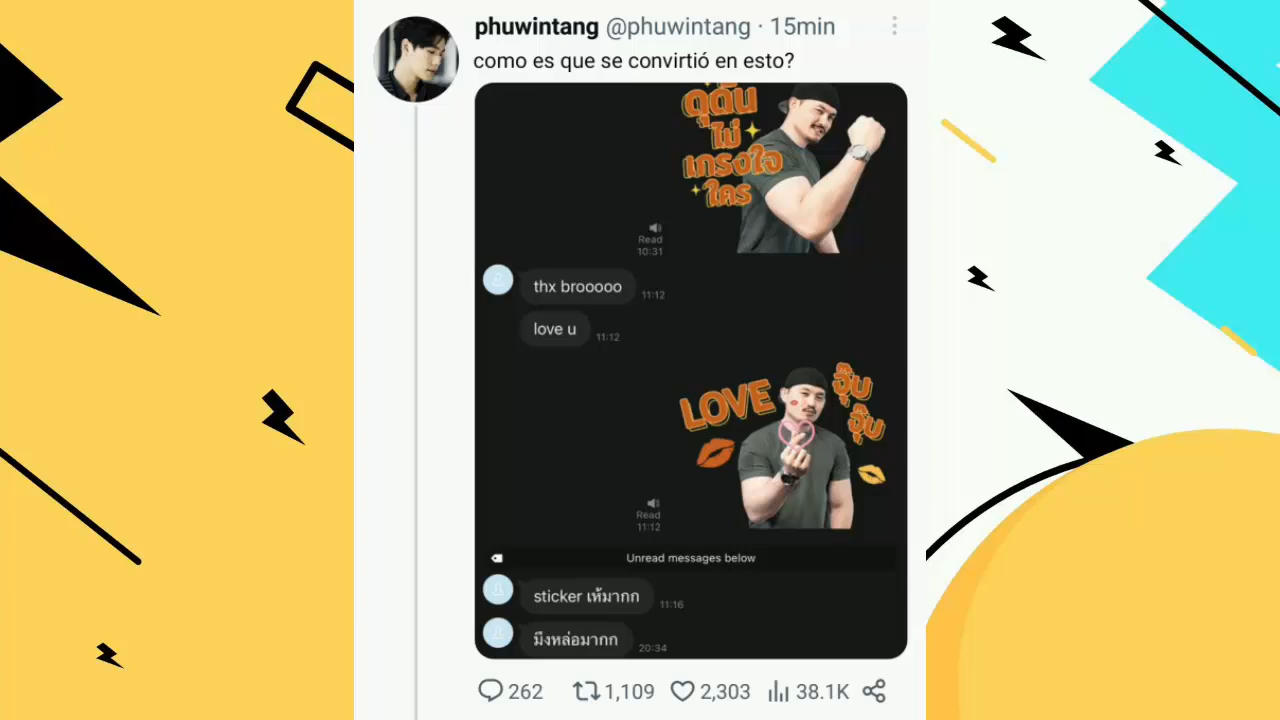 phuwintang @phuwintang · 15min
como es que se convirtió en esto?
ดุดัน
ไม่
เกรงใจ
ใคร
Read
10:31
thx brooooo
11:12
love u
11:12
LOVE
จุ๊บ
จุ๊บ
Read
11:12
Unread messages below
sticker เห้มากก
11:16
มึงหล่อมากก
20:34
262 1,109 2,303 38.1K